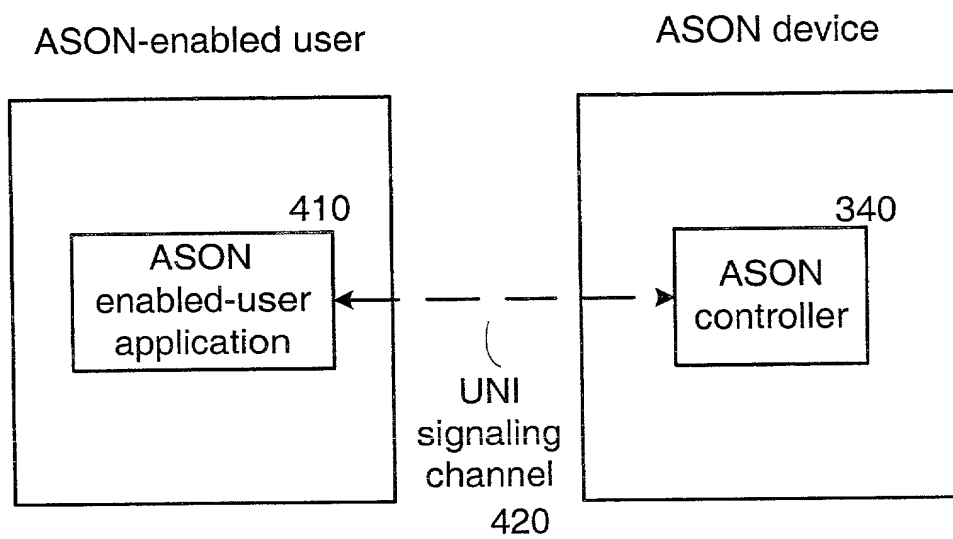 ASON-enabled user
ASON device
410
ASON
enabled-user
application
340
ASON
controller
UNI
signaling
channel
420